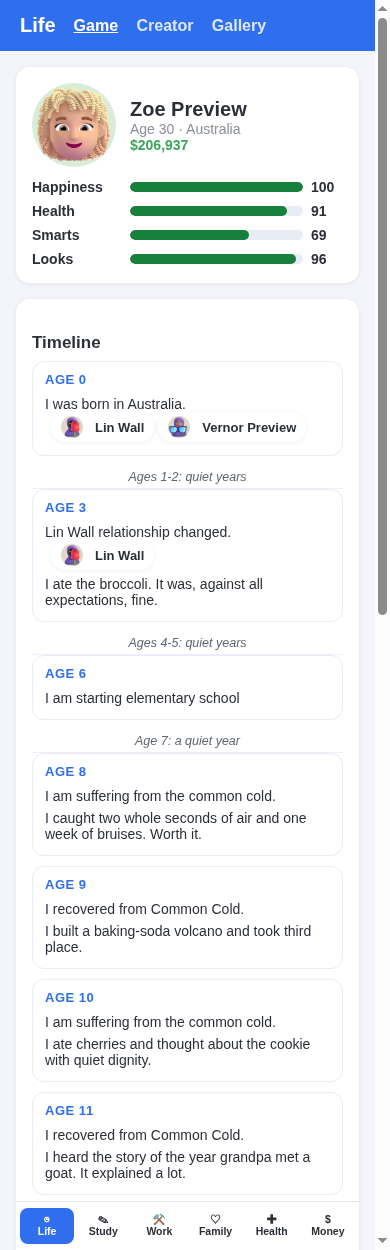 Life Game Creator Gallery
Zoe Preview
Age 30 · Australia
$206,937
Happiness 100
Health 91
Smarts 69
Looks 96
Timeline
AGE 0
I was born in Australia.
Lin Wall Vernor Preview
Ages 1-2: quiet years
AGE 3
Lin Wall relationship changed.
Lin Wall
I ate the broccoli. It was, against all
expectations, fine.
Ages 4-5: quiet years
AGE 6
I am starting elementary school
Age 7: a quiet year
AGE 8
I am suffering from the common cold.
I caught two whole seconds of air and one
week of bruises. Worth it.
AGE 9
I recovered from Common Cold.
I built a baking-soda volcano and took third
place.
AGE 10
I am suffering from the common cold.
I ate cherries and thought about the cookie
with quiet dignity.
AGE 11
I recovered from Common Cold.
I heard the story of the year grandpa met a
goat. It explained a lot.
Life Study Work Family Health Money